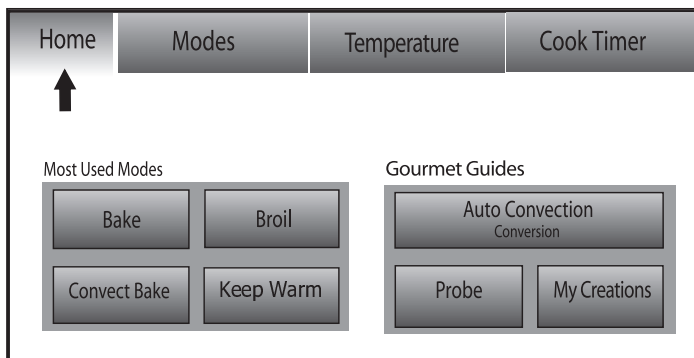 Home Modes Temperature Cook Timer
Most Used Modes
Bake Broil
Convect Bake Keep Warm
Gourmet Guides
Auto Convection
Conversion
Probe My Creations